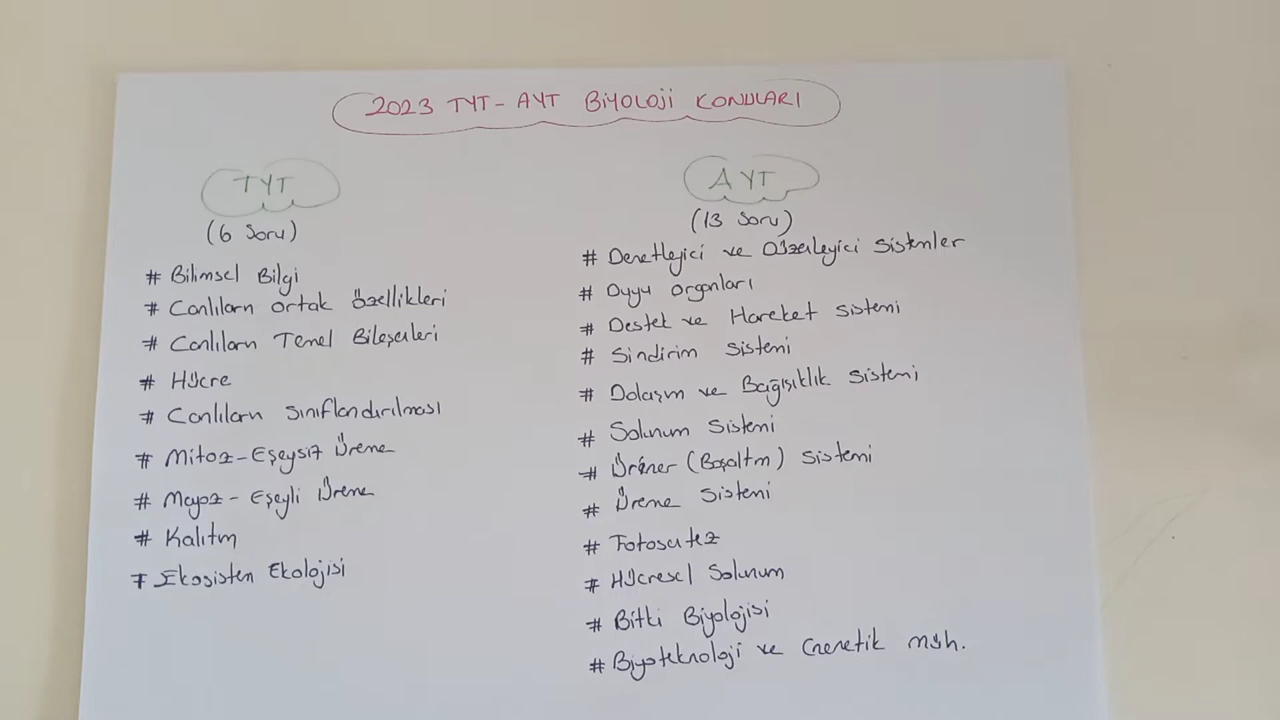 2023 TYT - AYT BİYOLOJİ KONULARI
TYT
(6 Soru)
# Bilimsel Bilgi
# Canlıların Ortak Özellikleri
# Canlıların Temel Bileşenleri
# Hücre
# Canlıların Sınıflandırılması
# Mitoz - Eşeysiz Üreme
# Mayoz - Eşeyli Üreme
# Kalıtım
# Ekosistem Ekolojisi
AYT
(13 Soru)
# Denetleyici ve Düzenleyici Sistemler
# Duyu Organları
# Destek ve Hareket Sistemi
# Sindirim Sistemi
# Dolaşım ve Bağışıklık Sistemi
# Solunum Sistemi
# Üriner (Boşaltım) Sistemi
# Üreme Sistemi
# Fotosentez
# Hücresel Solunum
# Bitki Biyolojisi
# Biyoteknoloji ve Genetik müh.